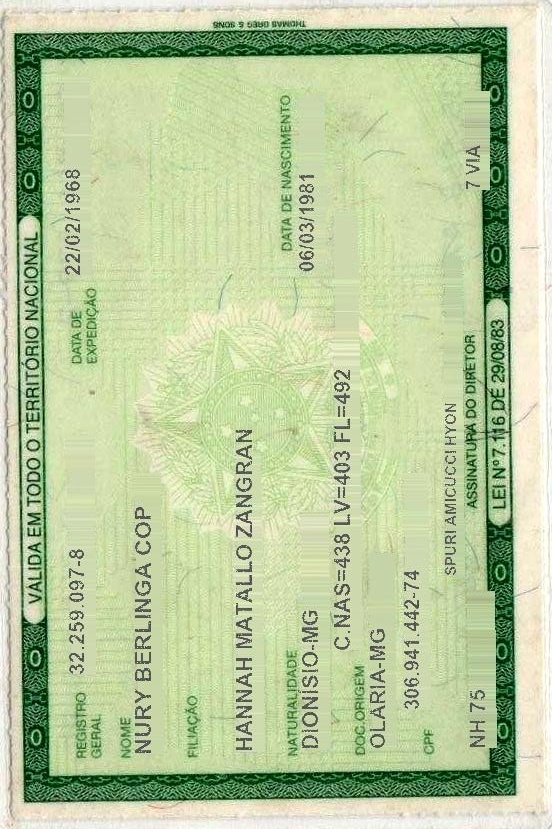 VÁLIDA EM TODO O TERRITÓRIO NACIONAL
REGISTRO GERAL 32.259.097-8 DATA DE EXPEDIÇÃO 22/02/1968
NOME NURY BERLINGA COP
FILIAÇÃO
HANNAH MATALLO ZANGRAN
NATURALIDADE DATA DE NASCIMENTO
DIONÍSIO-MG 06/03/1981
C.NAS=438 LV=403 FL=492
DOC.ORIGEM OLARIA-MG
CPF 306.941.442-74
SPURI AMICUCCI HYON
NH 75 ASSINATURA DO DIRETOR 7 VIA
LEI Nº 7.116 DE 29/08/83
THOMAS GREG & SONS